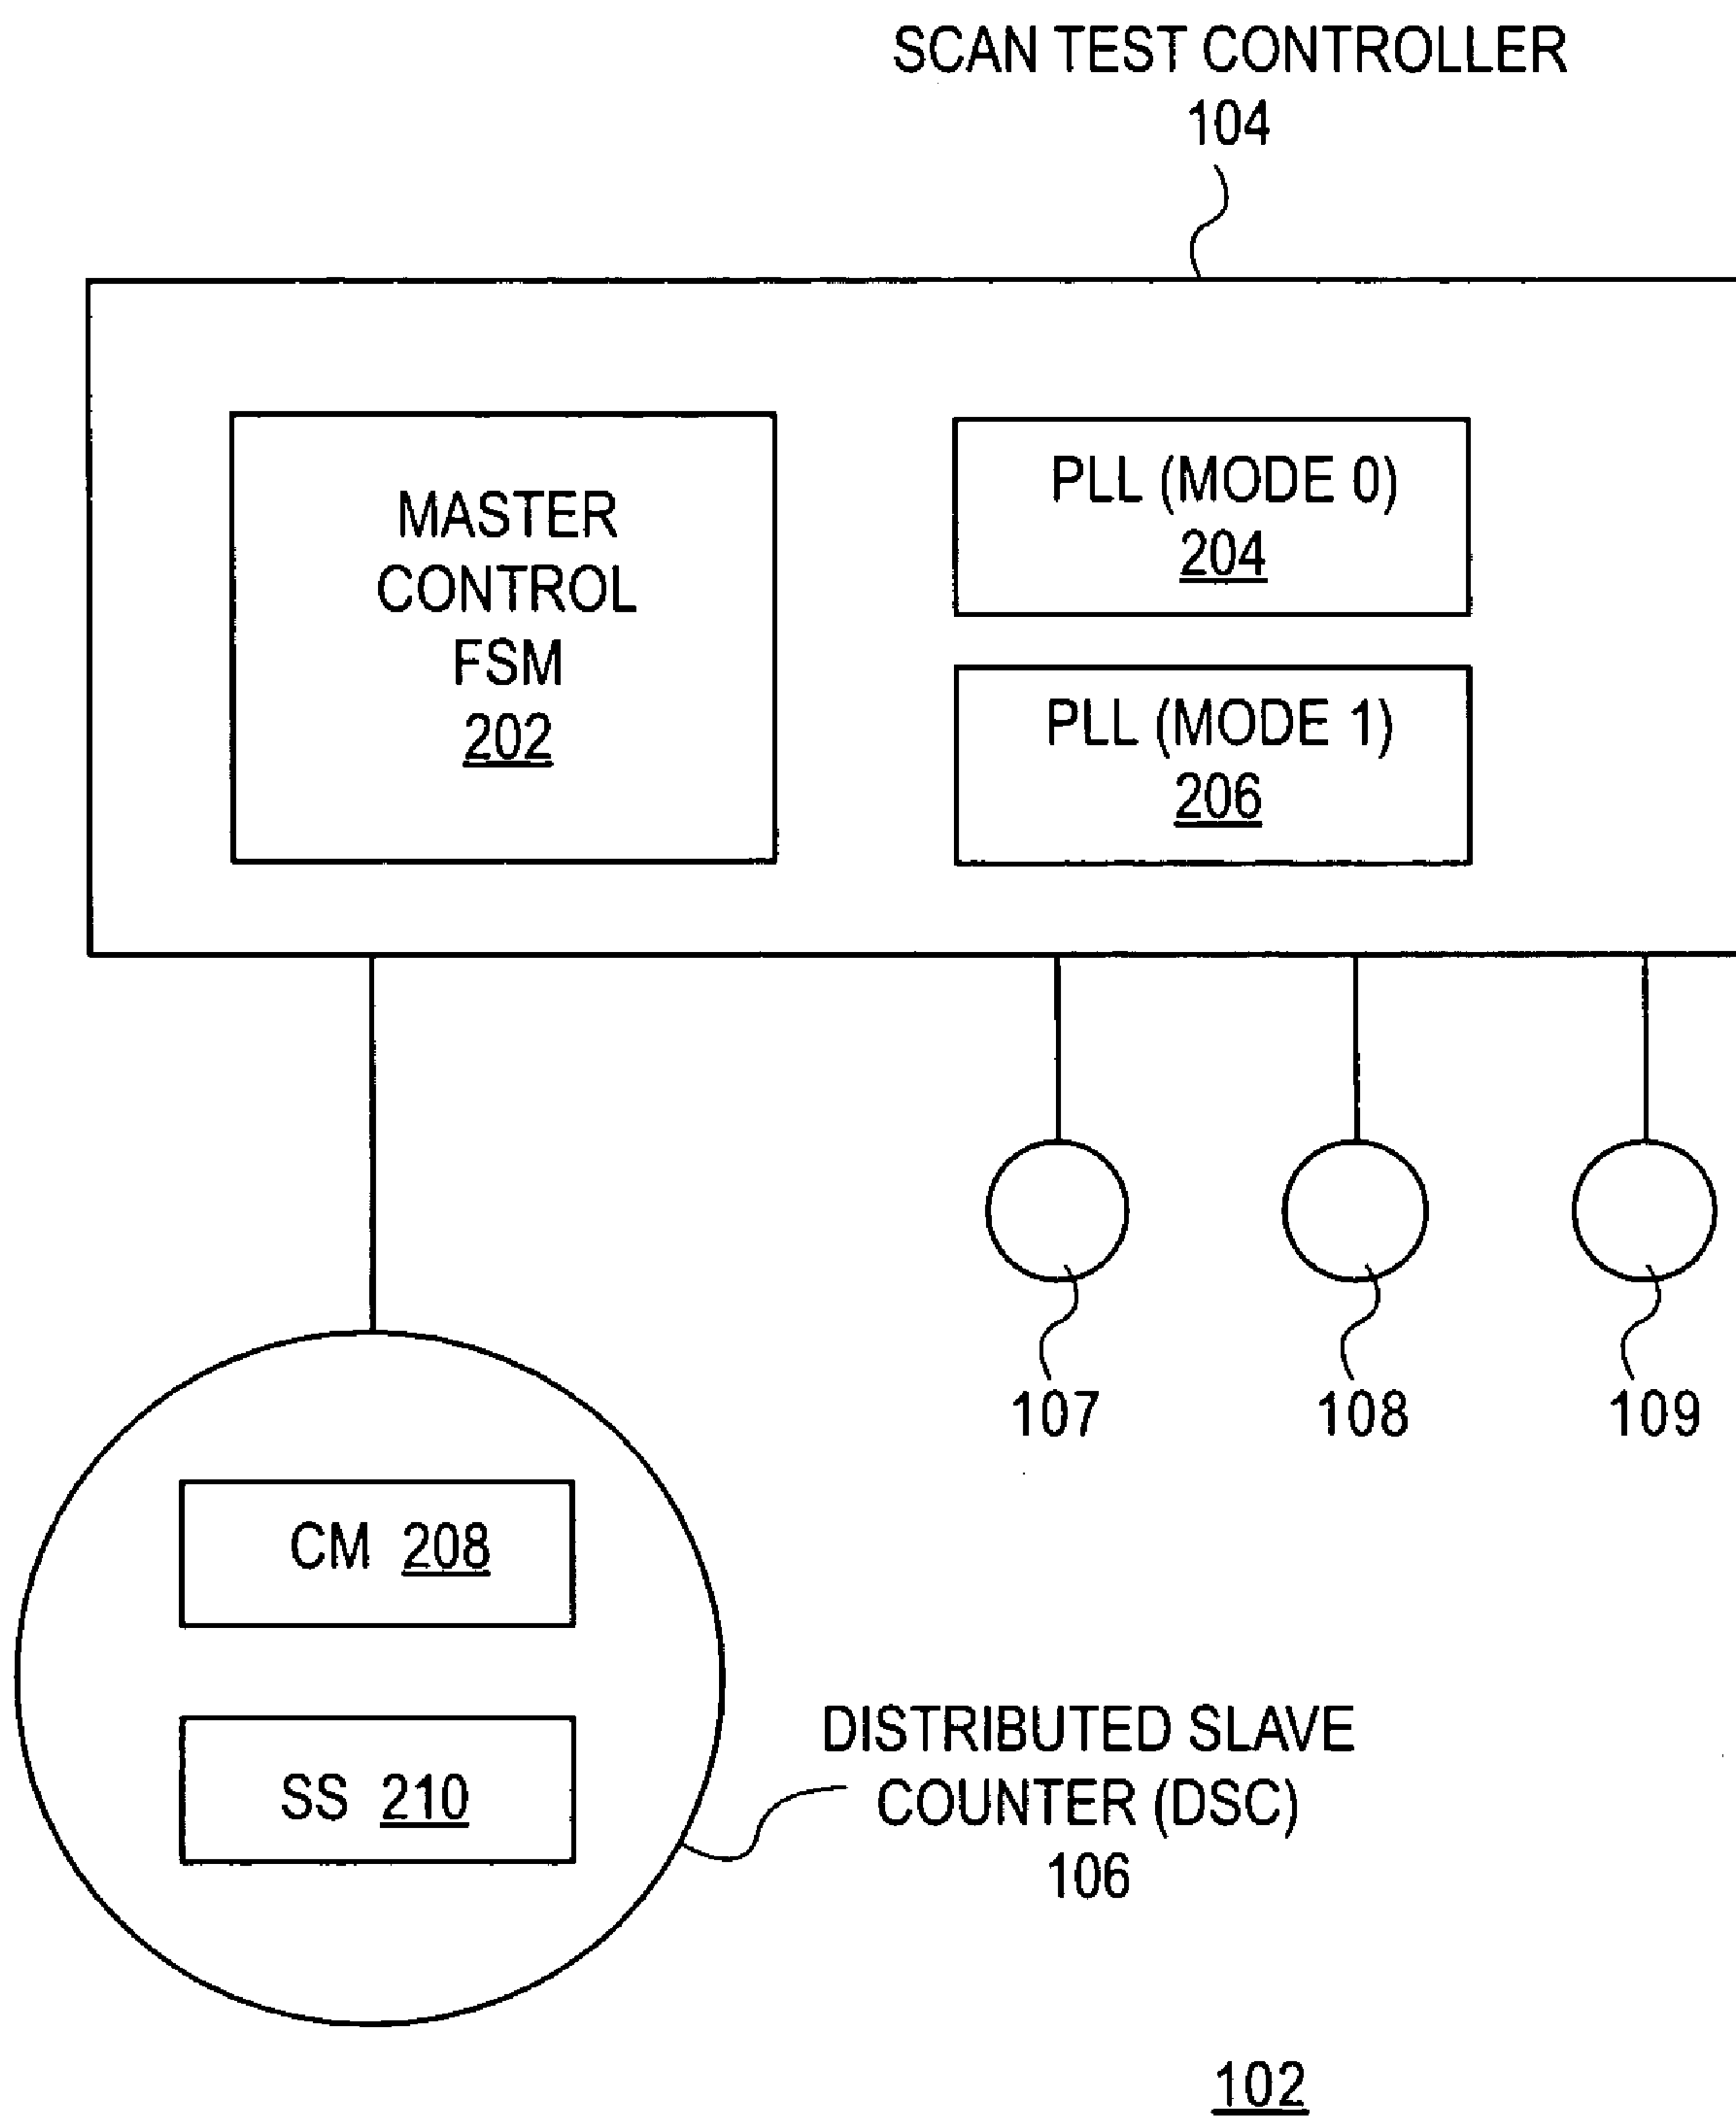 SCAN TEST CONTROLLER
104
MASTER
CONTROL
FSM
202
PLL (MODE 0)
204
PLL (MODE 1)
206
107
108
109
CM 208
SS 210
DISTRIBUTED SLAVE
COUNTER (DSC)
106
102